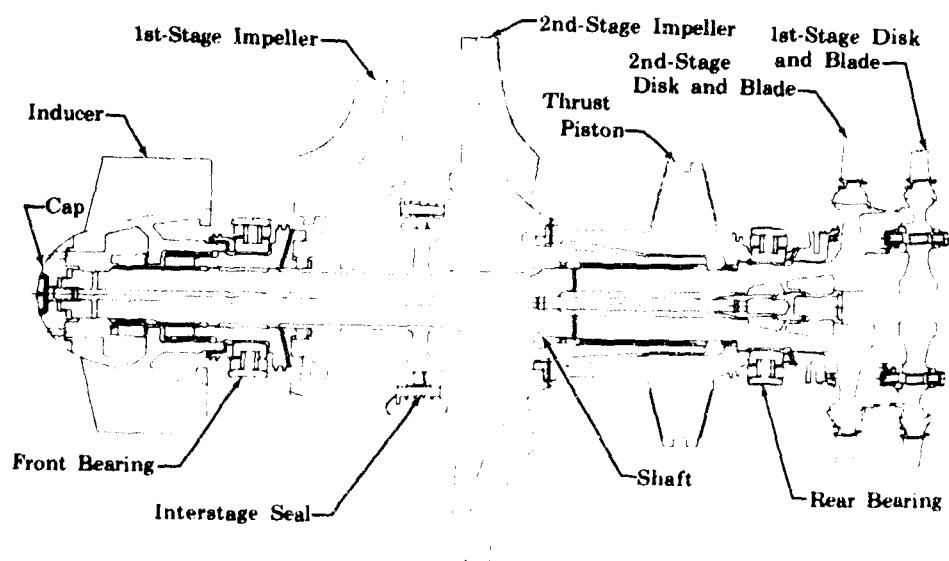 1st-Stage Impeller
2nd-Stage Impeller
1st-Stage Disk
and Blade
2nd-Stage
Disk and Blade
Thrust
Piston
Inducer
Cap
Front Bearing
Interstage Seal
Shaft
Rear Bearing